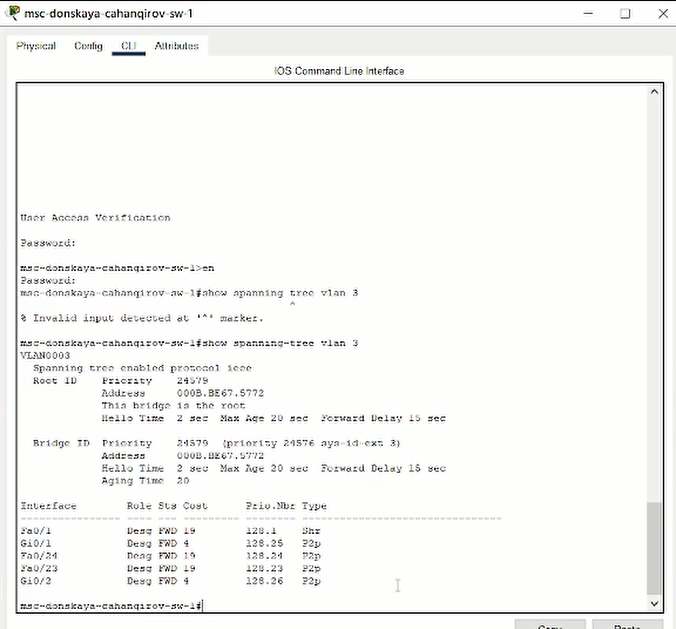 msc-donskaya-cahanqirov-sw-1
Physical Config CLI Attributes
IOS Command Line Interface
User Access Verification
Password:
msc-donskaya-cahanqirov-sw-1>en
Password:
msc-donskaya-cahanqirov-sw-1#show spanning tree vlan 3
^
% Invalid input detected at '^' marker.
msc-donskaya-cahanqirov-sw-1#show spanning-tree vlan 3
VLAN0003
Spanning tree enabled protocol ieee
Root ID Priority 24579
Address 000B.BE67.5772
This bridge is the root
Hello Time 2 sec Max Age 20 sec Forward Delay 15 sec
Bridge ID Priority 24579 (priority 24576 sys-id-ext 3)
Address 000B.BE67.5772
Hello Time 2 sec Max Age 20 sec Forward Delay 15 sec
Aging Time 20
Interface Role Sts Cost Prio.Nbr Type
---------------- ---- --- --------- -------- --------------------------------
Fa0/1 Desg FWD 19 128.1 Shr
Gi0/1 Desg FWD 4 128.25 P2p
Fa0/24 Desg FWD 19 128.24 P2p
Fa0/23 Desg FWD 19 128.23 P2p
Gi0/2 Desg FWD 4 128.26 P2p
msc-donskaya-cahanqirov-sw-1#